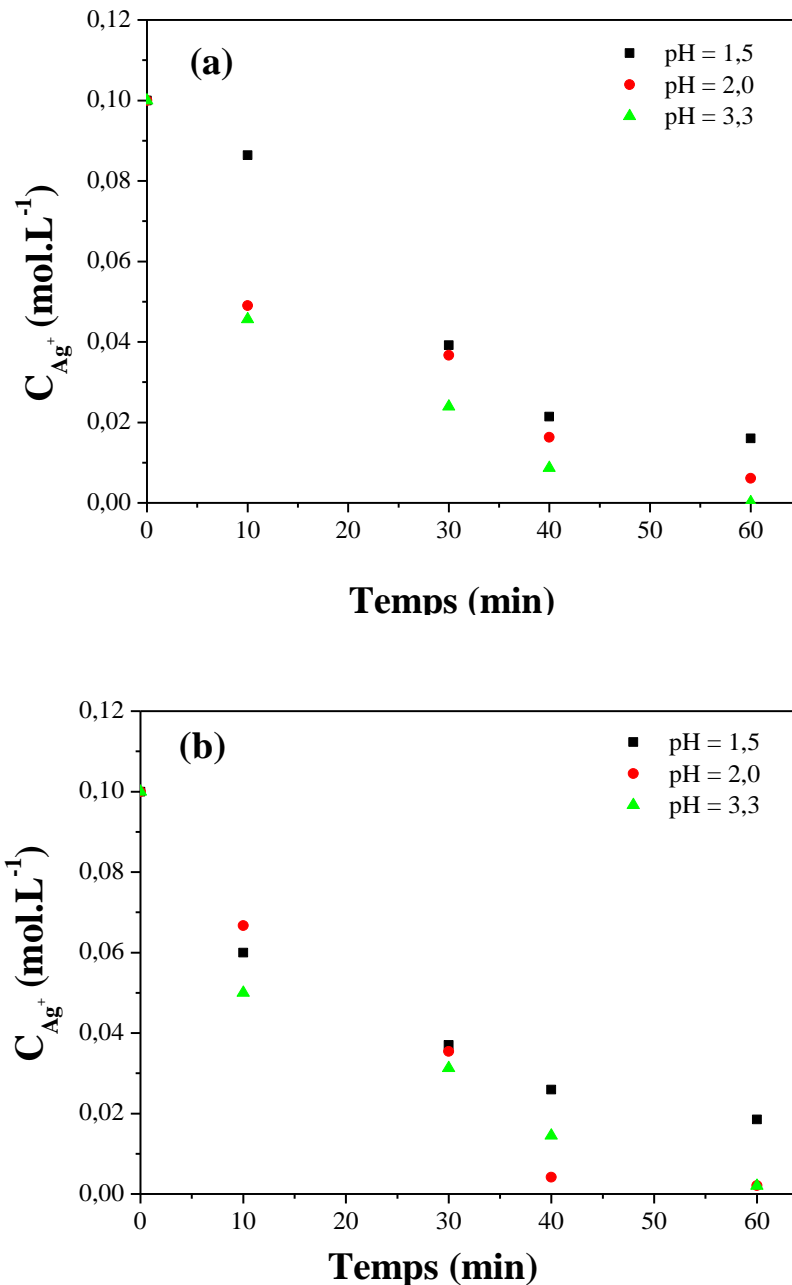 (a)
pH = 1,5
pH = 2,0
pH = 3,3
C_Ag⁺ (mol.L⁻¹)
0,12
0,10
0,08
0,06
0,04
0,02
0,00
0 10 20 30 40 50 60
Temps (min)
(b)
pH = 1,5
pH = 2,0
pH = 3,3
C_Ag⁺ (mol.L⁻¹)
0,12
0,10
0,08
0,06
0,04
0,02
0,00
0 10 20 30 40 50 60
Temps (min)